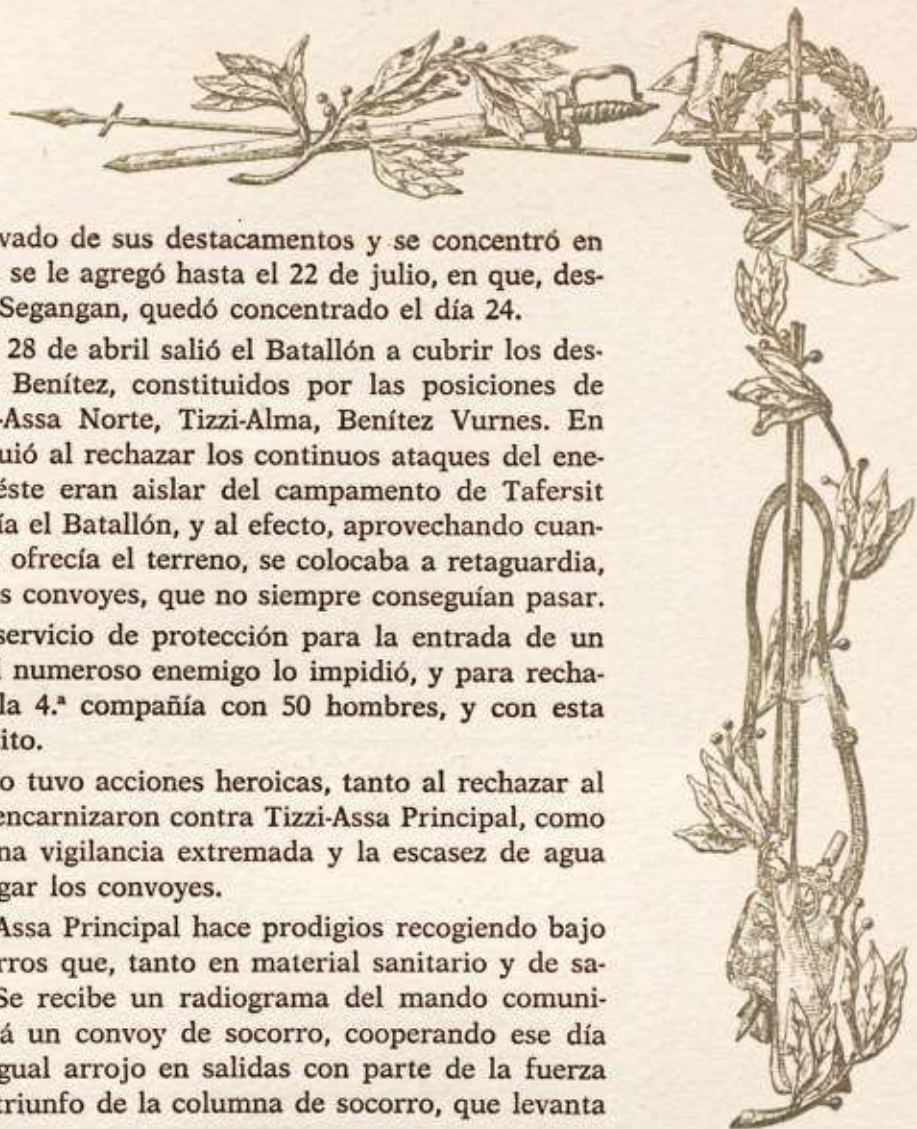 vado de sus destacamentos y se concentró en
se le agregó hasta el 22 de julio, en que, des-
Segangan, quedó concentrado el día 24.
28 de abril salió el Batallón a cubrir los des-
Benítez, constituidos por las posiciones de
-Assa Norte, Tizzi-Alma, Benítez Vurnes. En
uió al rechazar los continuos ataques del ene-
éste eran aislar del campamento de Tafersit
ía el Batallón, y al efecto, aprovechando cuan-
ofrecía el terreno, se colocaba a retaguardia,
s convoyes, que no siempre conseguían pasar.
servicio de protección para la entrada de un
l numeroso enemigo lo impidió, y para recha-
la 4.ª compañía con 50 hombres, y con esta
ito.
o tuvo acciones heroicas, tanto al rechazar al
encarnizaron contra Tizzi-Assa Principal, como
na vigilancia extremada y la escasez de agua
gar los convoyes.
Assa Principal hace prodigios recogiendo bajo
rros que, tanto en material sanitario y de sa-
Se recibe un radiograma del mando comuni-
á un convoy de socorro, cooperando ese día
gual arrojo en salidas con parte de la fuerza
triunfo de la columna de socorro, que levanta